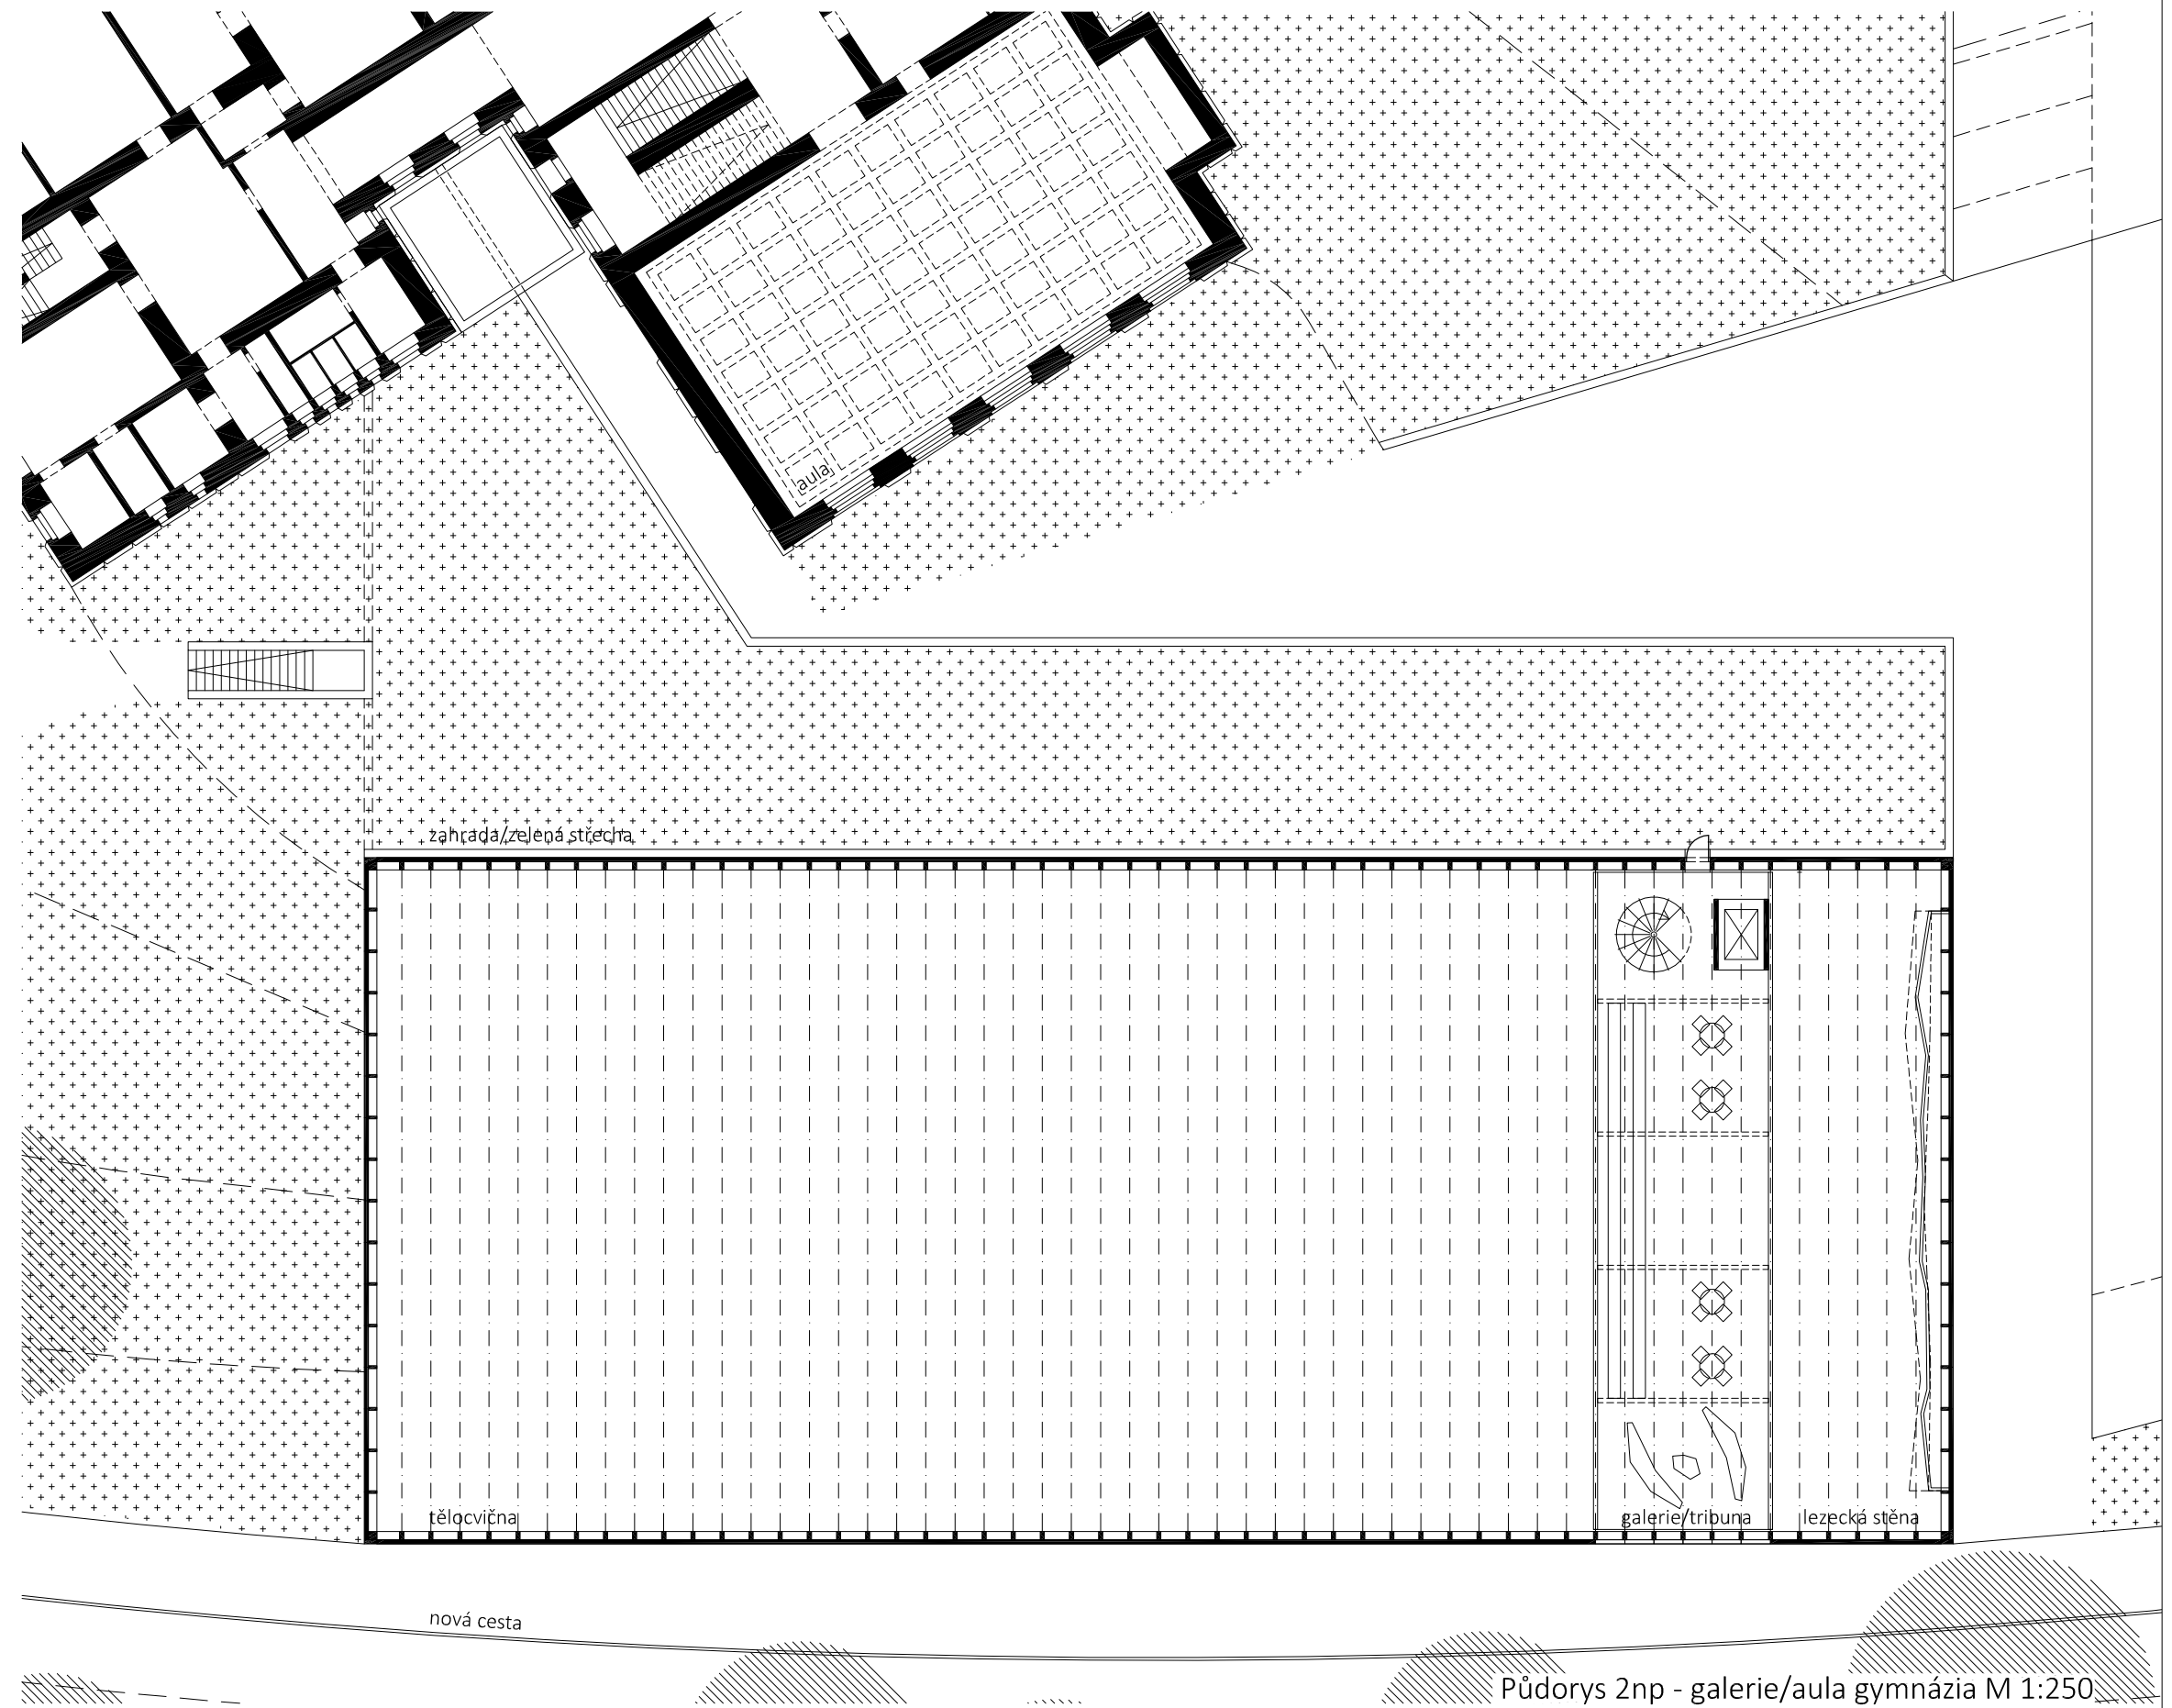 aula
zahrada/zelená střecha
tělocvična
galerie/tribuna
lezecká stěna
nová cesta
Půdorys 2np - galerie/aula gymnázia M 1:250